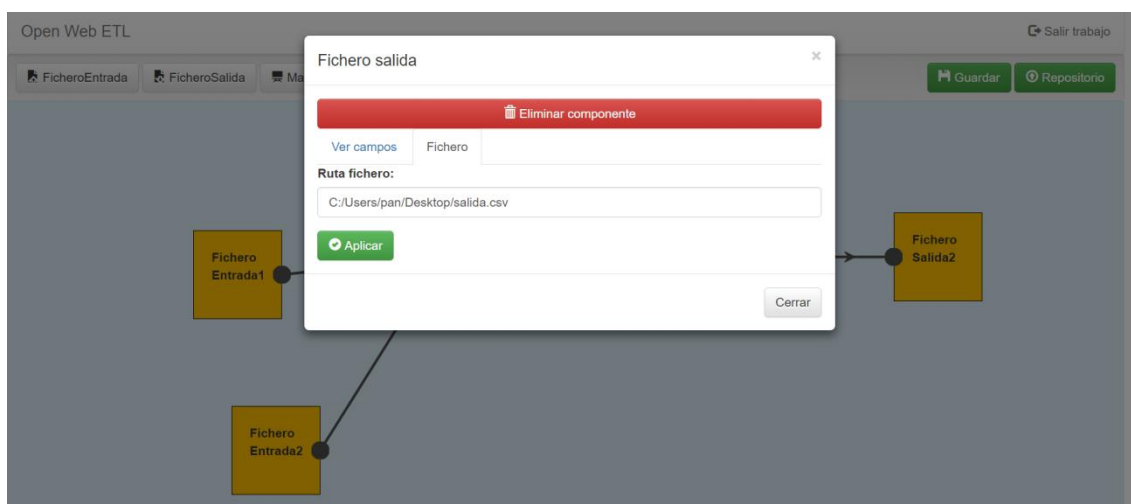 Open Web ETL
Salir trabajo
Fichero salida
×
FicheroEntrada
FicheroSalida
Ma
Guardar
Repositorio
Eliminar componente
Ver campos
Fichero
Ruta fichero:
C:/Users/pan/Desktop/salida.csv
Aplicar
Cerrar
Fichero
Entrada1
Fichero
Salida2
Fichero
Entrada2